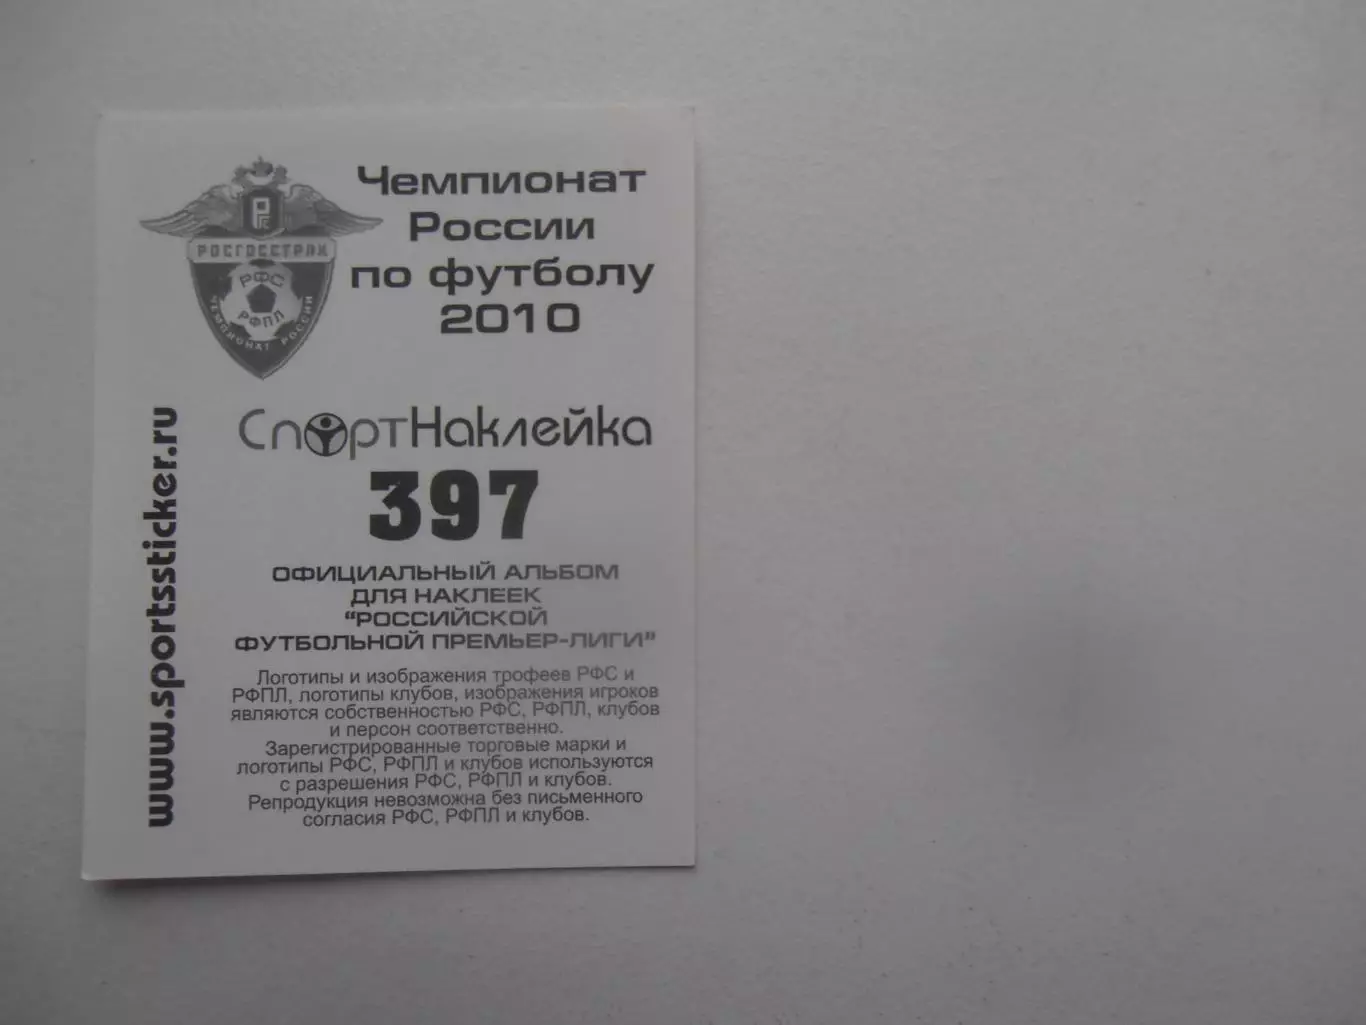 Чемпионат
России
по футболу
2010
РОСГОССТРАХ
РФС
РФПЛ
ЧЕМПИОНАТ РОССИИ
СпортНаклейка
397
www.sportssticker.ru
ОФИЦИАЛЬНЫЙ АЛЬБОМ
ДЛЯ НАКЛЕЕК
"РОССИЙСКОЙ
ФУТБОЛЬНОЙ ПРЕМЬЕР-ЛИГИ"
Логотипы и изображения трофеев РФС и
РФПЛ, логотипы клубов, изображения игроков
являются собственностью РФС, РФПЛ, клубов
и персон соответственно.
Зарегистрированные торговые марки и
логотипы РФС, РФПЛ и клубов используются
с разрешения РФС, РФПЛ и клубов.
Репродукция невозможна без письменного
согласия РФС, РФПЛ и клубов.